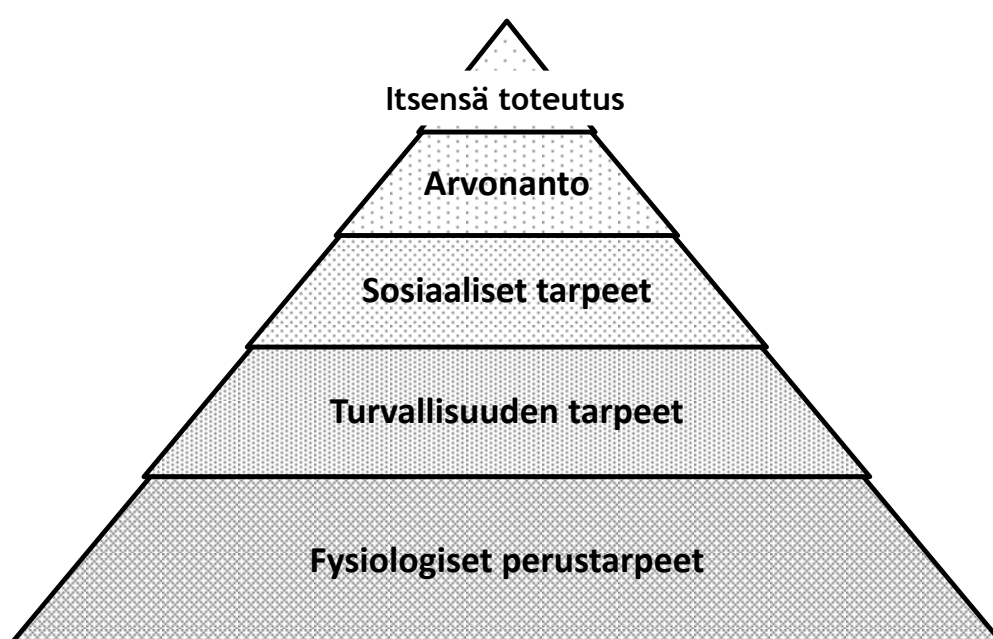 Itsensä toteutus
Arvonanto
Sosiaaliset tarpeet
Turvallisuuden tarpeet
Fysiologiset perustarpeet